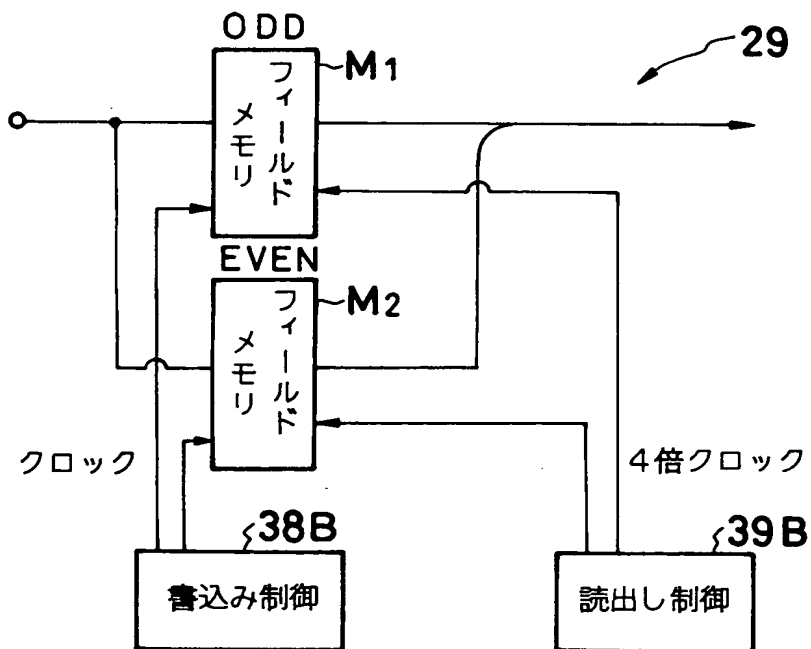 ODD
M1
29
フィールド
メモリ
EVEN
M2
フィールド
メモリ
クロック
4倍クロック
38B
39B
書込み制御
読出し制御